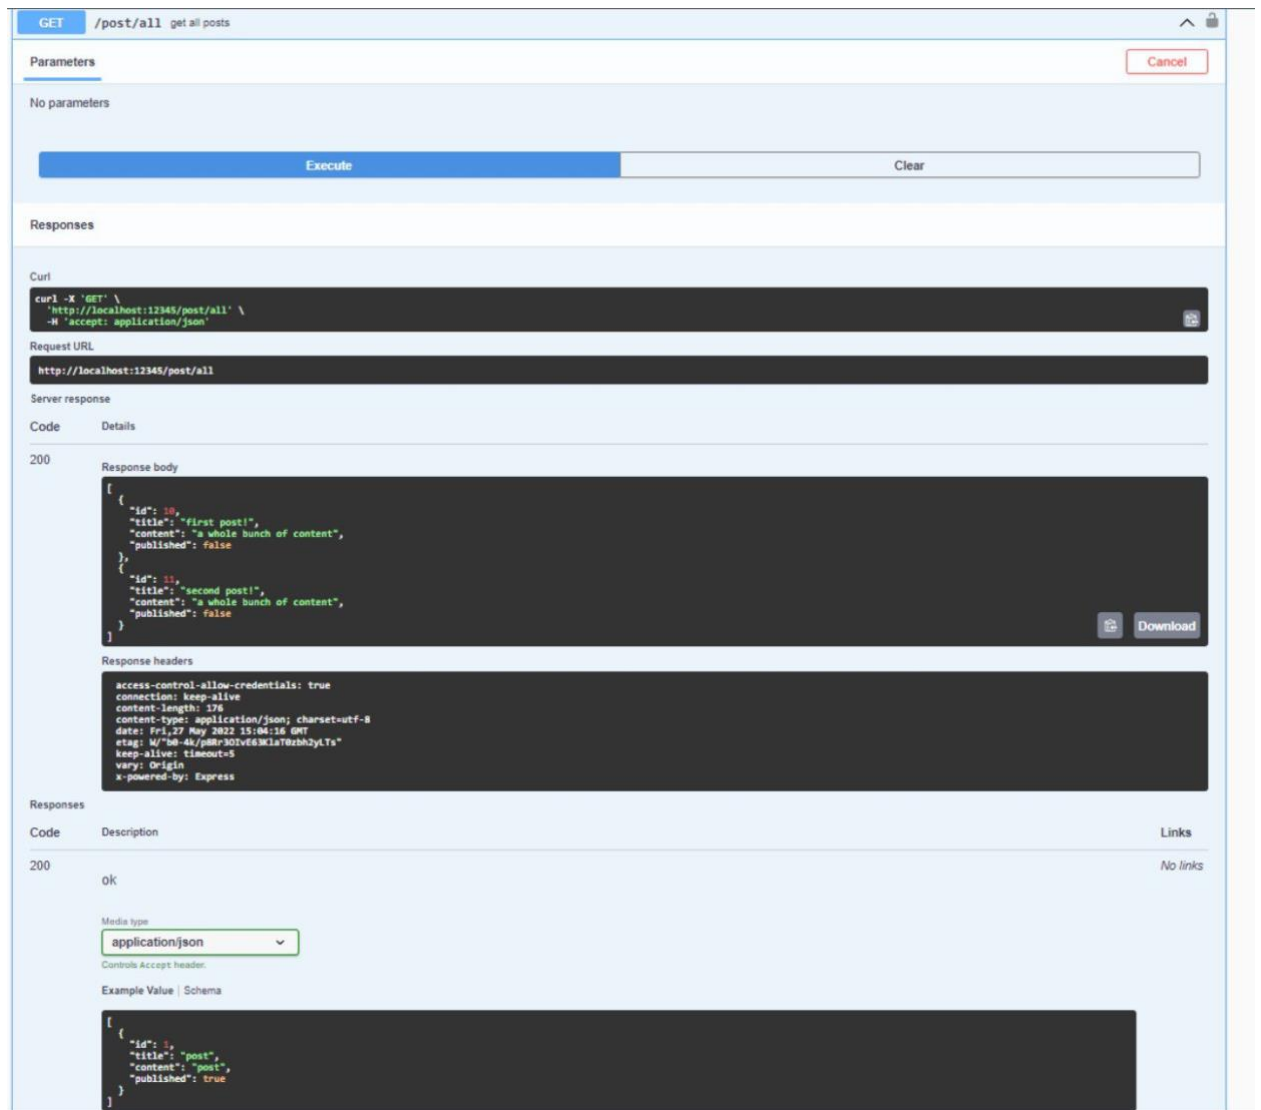 GET /post/all get all posts
Parameters
Cancel
No parameters
Execute
Clear
Responses
Curl
curl -X 'GET' \
'http://localhost:12345/post/all' \
-H 'accept: application/json'
Request URL
http://localhost:12345/post/all
Server response
Code Details
200
Response body
[
{
"id": 10,
"title": "first post!",
"content": "a whole bunch of content",
"published": false
},
{
"id": 11,
"title": "second post!",
"content": "a whole bunch of content",
"published": false
}
]
Download
Response headers
access-control-allow-credentials: true
connection: keep-alive
content-length: 176
content-type: application/json; charset=utf-8
date: Fri,27 May 2022 15:04:16 GMT
etag:
keep-alive: timeout=5
vary: Origin
x-powered-by: Express
Responses
Code Description Links
200
ok
No links
Media type
application/json
Controls Accept header.
Example Value | Schema
[
{
"id": 1,
"title": "post",
"content": "post",
"published": true
}
]